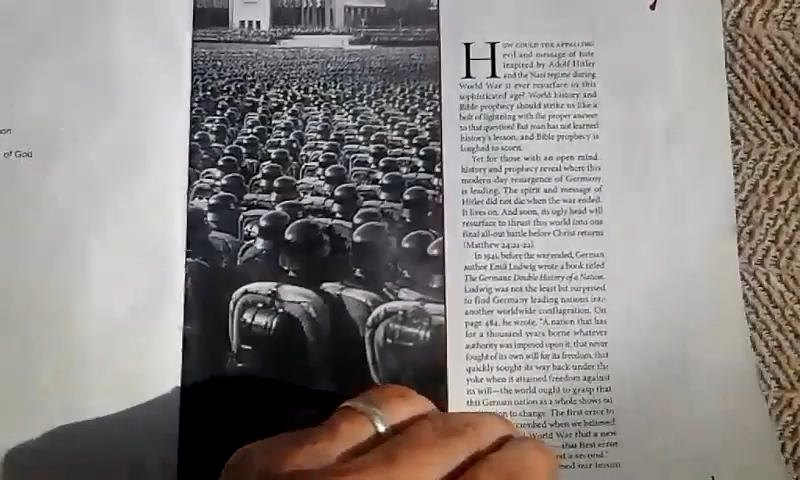 on
of God
HOW COULD THE APPALLING
evil and message of hate
inspired by Adolf Hitler
and the Nazi regime during
World War II ever resurface in this
sophisticated age? World history and
Bible prophecy should strike us like a
bolt of lightning with the proper answer
to that question! But man has not learned
history's lesson, and Bible prophecy is
laughed to scorn.
Yet for those with an open mind,
history and prophecy reveal where this
modern-day resurgence of Germany
is leading. The spirit and message of
Hitler did not die when the war ended.
It lives on. And soon, its ugly head will
resurface to thrust this world into one
final all-out battle before Christ returns
(Matthew 24:21-22).
In 1941, before the war ended, German
author Emil Ludwig wrote a book titled
The Germans: Double History of a Nation.
Ludwig was not the least bit surprised
to find Germany leading nations into
another worldwide conflagration. On
page 484, he wrote, "A nation that has
for a thousand years borne whatever
authority was imposed upon it, that never
fought of its own will for its freedom, that
quickly sought its way back under the
yoke when it attained freedom against
its will—the world ought to grasp that
this German nation as a whole shows no
to change. The first error to
when we believed
World War that a new
that first error
a second."
our lesson